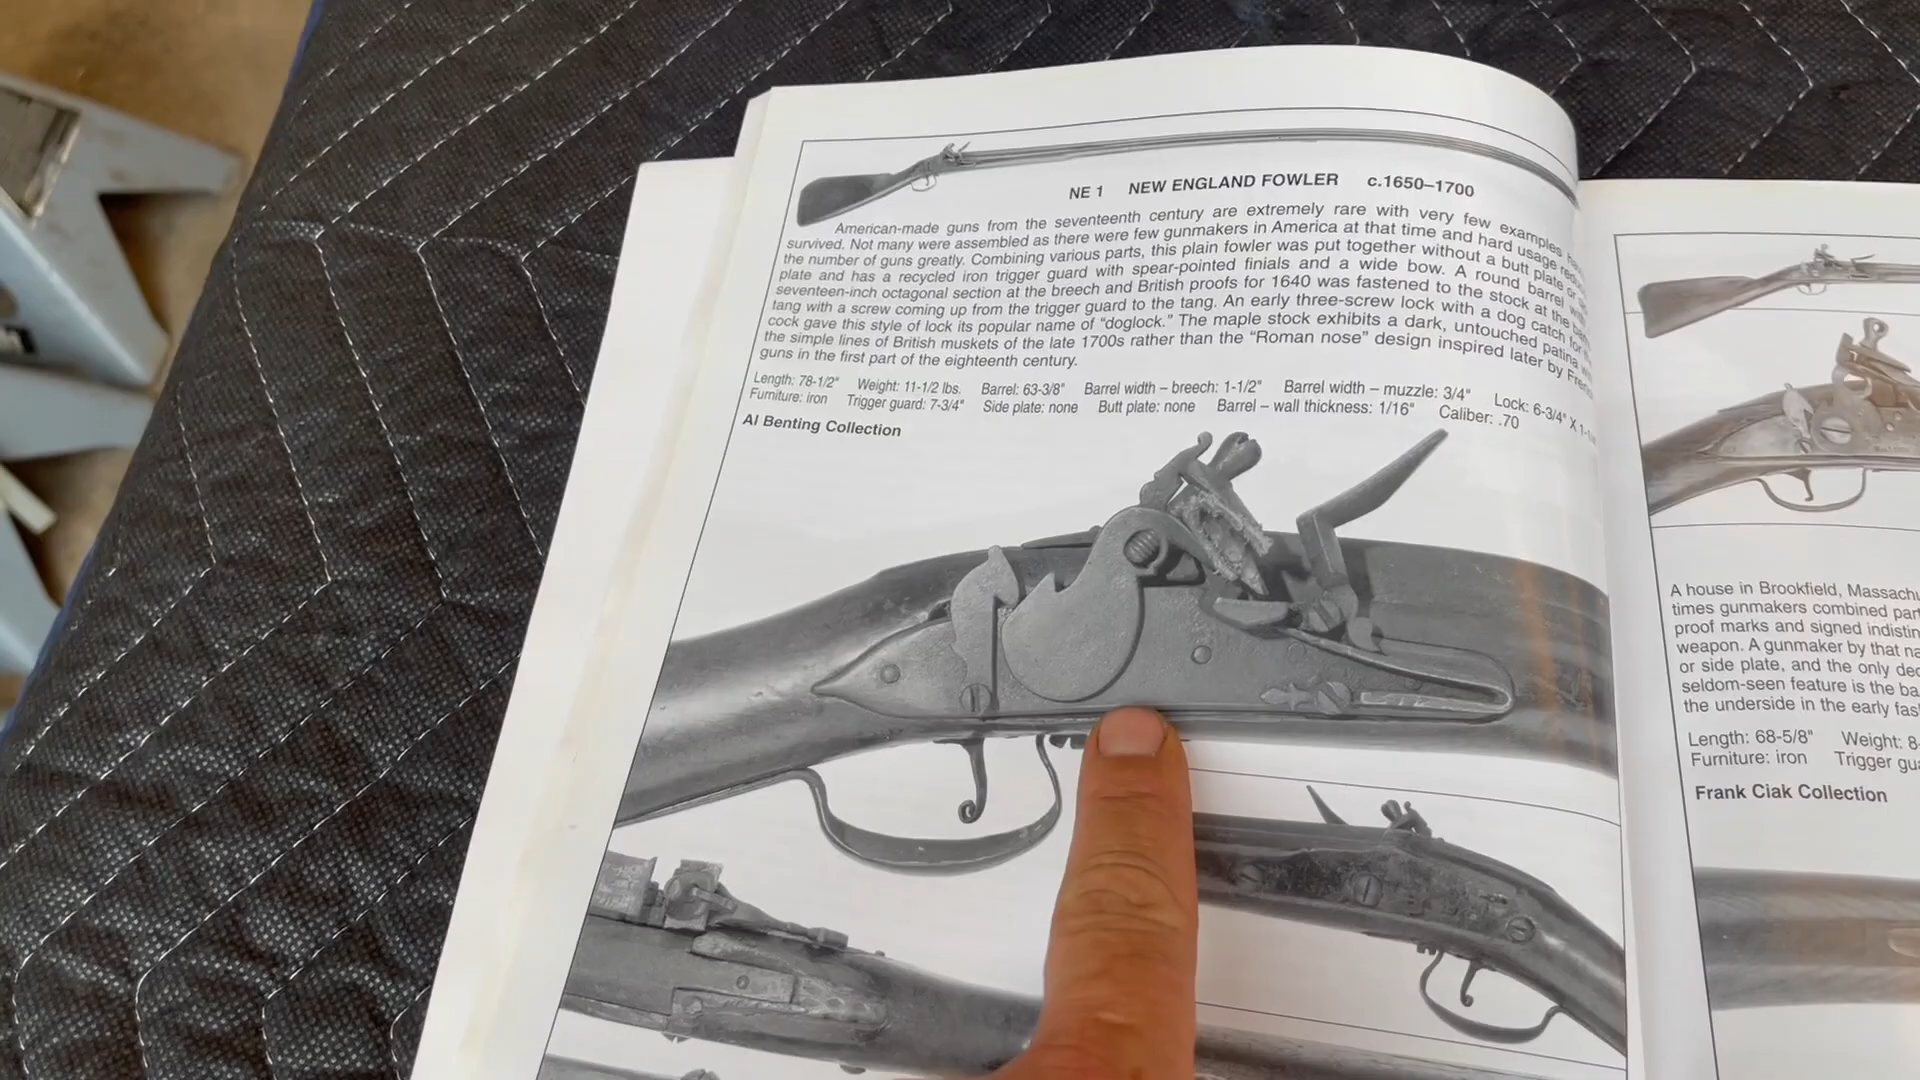 NE 1 NEW ENGLAND FOWLER c.1650–1700
American-made guns from the seventeenth century are extremely rare with very few examples
survived. Not many were assembled as there were few gunmakers in America at that time and hard usage
the number of guns greatly. Combining various parts, this plain fowler was put together without a butt plate or
plate and has a recycled iron trigger guard with spear-pointed finials and a wide bow. A round barrel
seventeen-inch octagonal section at the breech and British proofs for 1640 was fastened to the stock at the
tang with a screw coming up from the trigger guard to the tang. An early three-screw lock with a dog catch for
cock gave this style of lock its popular name of “doglock.” The maple stock exhibits a dark, untouched patina
the simple lines of British muskets of the late 1700s rather than the “Roman nose” design inspired later by
guns in the first part of the eighteenth century.
Length: 78-1/2" Weight: 11-1/2 lbs. Barrel: 63-3/8" Barrel width – breech: 1-1/2" Barrel width – muzzle: 3/4" Lock: 6-3/4" X
Furniture: iron Trigger guard: 7-3/4" Side plate: none Butt plate: none Barrel – wall thickness: 1/16" Caliber: .70
Al Benting Collection
A house in Brookfield,
times gunmakers combined
proof marks and signed
weapon. A gunmaker by that
or side plate, and the only
seldom-seen feature is the
the underside in the early
Length: 68-5/8" Weight:
Furniture: iron Trigger
Frank Ciak Collection